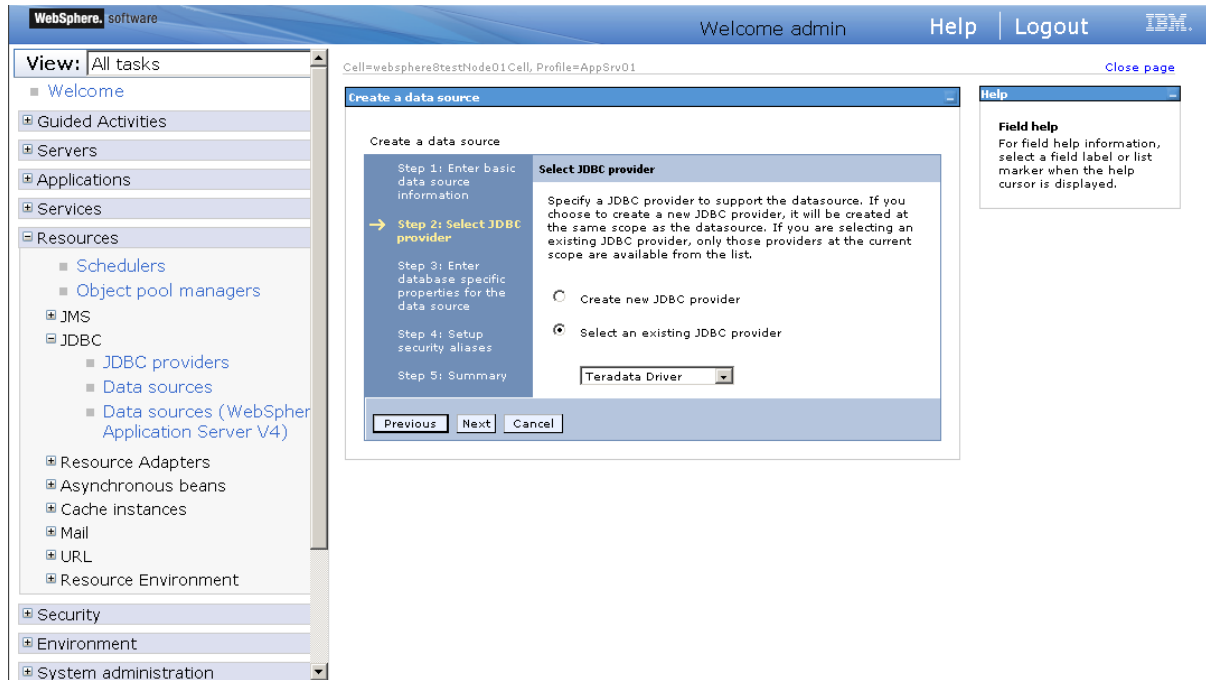 WebSphere. software
Welcome admin
Help
Logout
IBM.
View: All tasks
Welcome
Guided Activities
Servers
Applications
Services
Resources
Schedulers
Object pool managers
JMS
JDBC
JDBC providers
Data sources
Data sources (WebSpher
Application Server V4)
Resource Adapters
Asynchronous beans
Cache instances
Mail
URL
Resource Environment
Security
Environment
System administration
Cell=websphere8testNode01Cell, Profile=AppSrv01
Close page
Create a data source
Create a data source
Step 1: Enter basic
data source
information
Step 2: Select JDBC
provider
Step 3: Enter
database specific
properties for the
data source
Step 4: Setup
security aliases
Step 5: Summary
Select JDBC provider
Specify a JDBC provider to support the datasource. If you
choose to create a new JDBC provider, it will be created at
the same scope as the datasource. If you are selecting an
existing JDBC provider, only those providers at the current
scope are available from the list.
Create new JDBC provider
Select an existing JDBC provider
Teradata Driver
Previous
Next
Cancel
Help
Field help
For field help information,
select a field label or list
marker when the help
cursor is displayed.